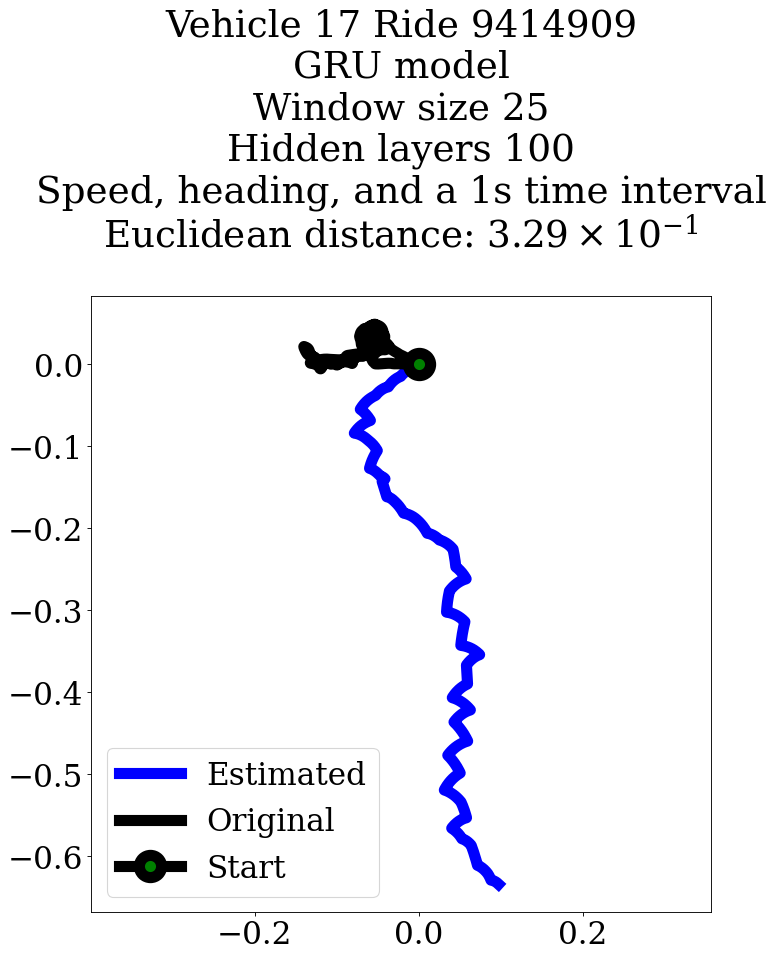 Vehicle 17 Ride 9414909
GRU model
Window size 25
Hidden layers 100
Speed, heading, and a 1s time interval
Euclidean distance: 3.29 × 10⁻¹
0.0
−0.1
−0.2
−0.3
−0.4
−0.5
−0.6
Estimated
Original
Start
−0.2 0.0 0.2